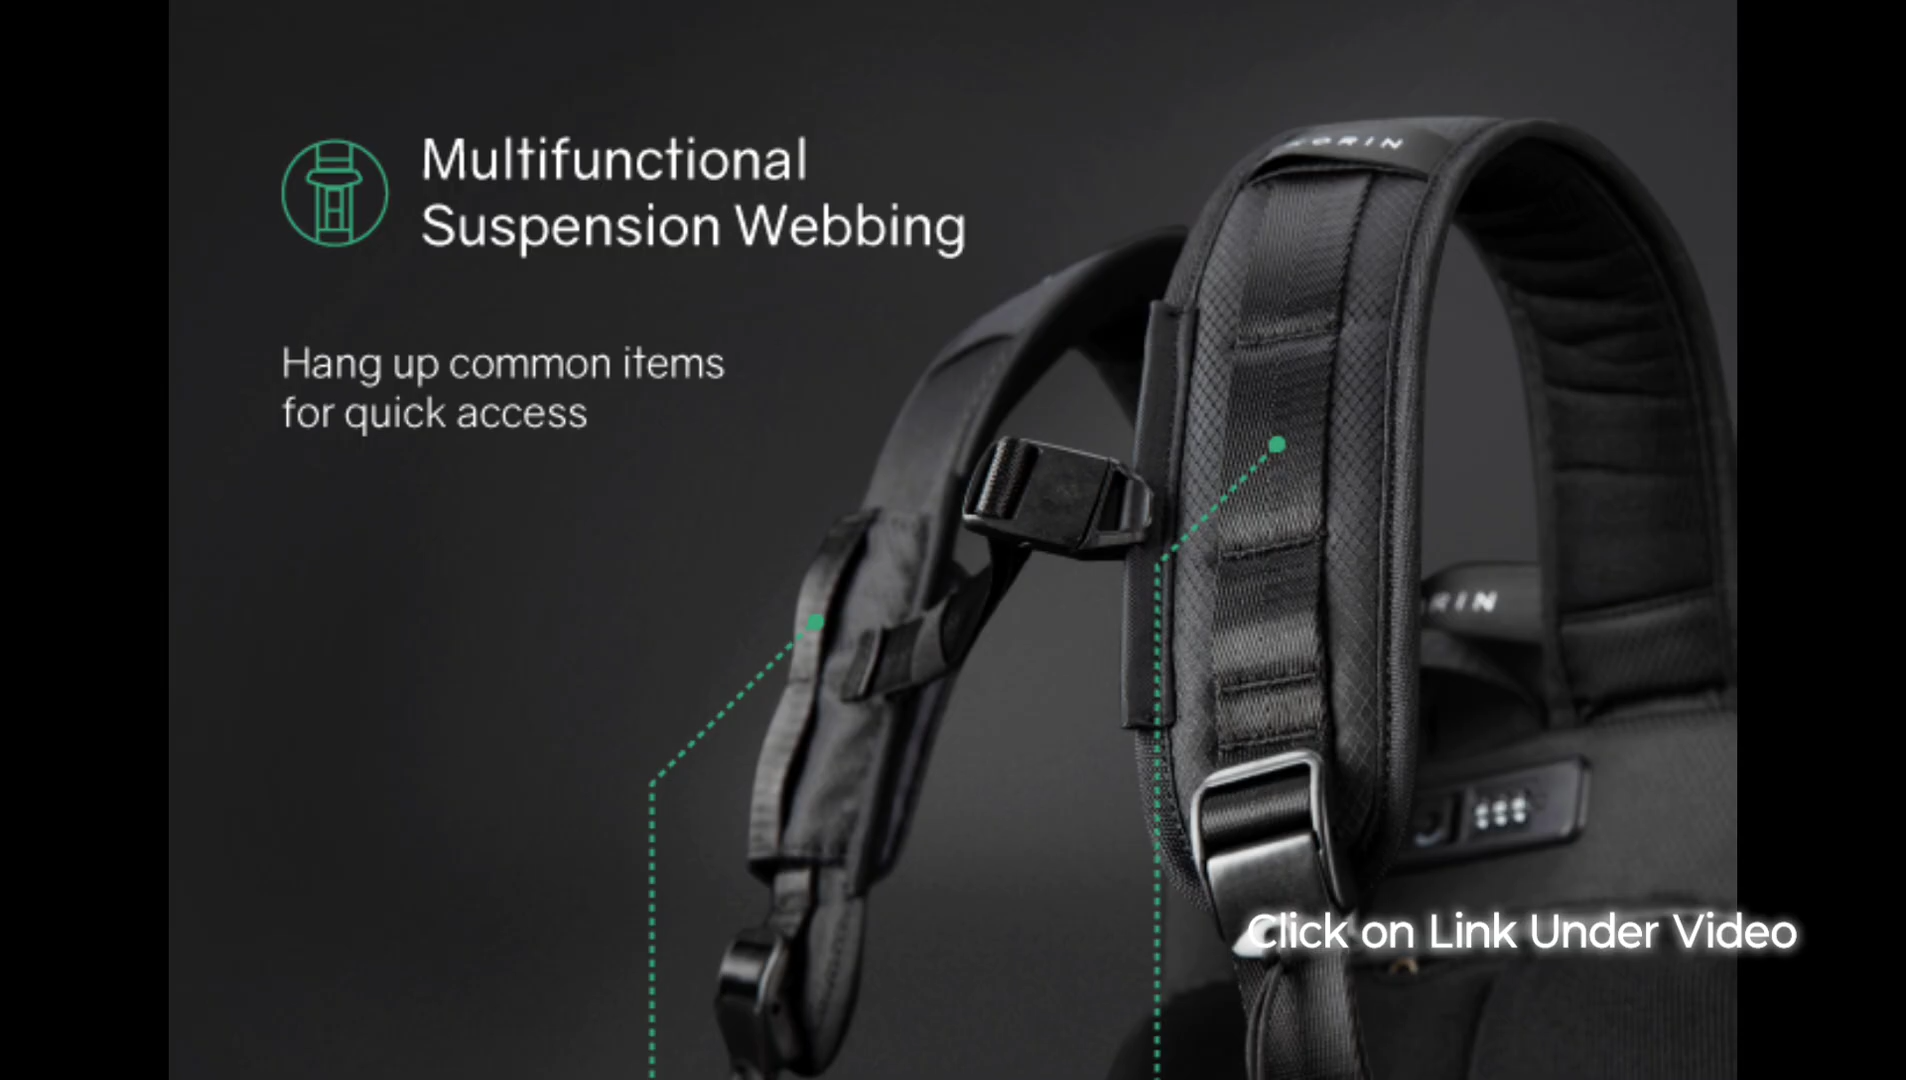 Multifunctional
Suspension Webbing
Hang up common items
for quick access
Click on Link Under Video